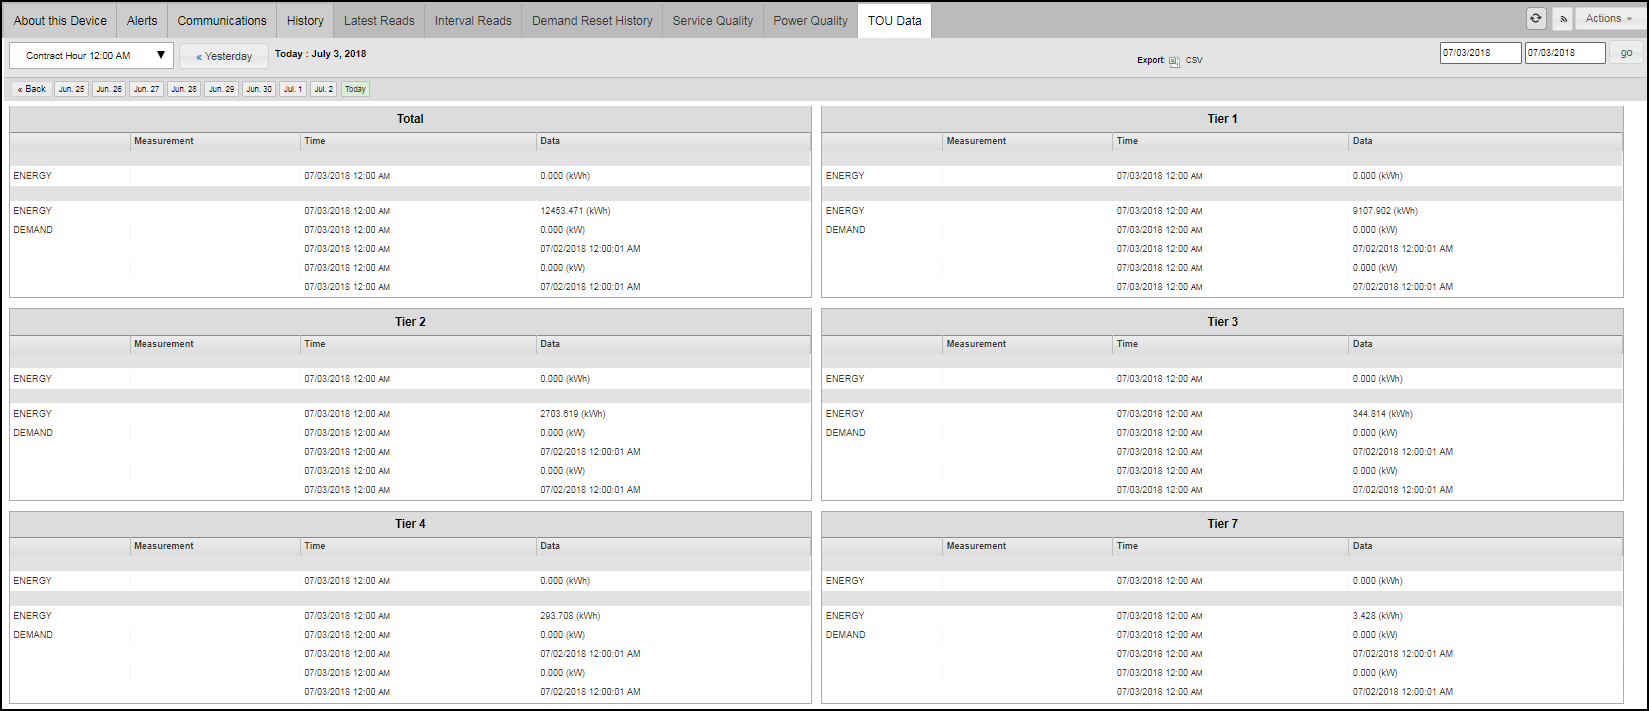 About this Device Alerts Communications History Latest Reads Interval Reads Demand Reset History Service Quality Power Quality TOU Data Actions
Contract Hour 12:00 AM « Yesterday Today : July 3, 2018 Export: CSV 07/03/2018 07/03/2018 go
« Back Jun. 25 Jun. 26 Jun. 27 Jun. 28 Jun. 29 Jun. 30 Jul. 1 Jul. 2 Today
Total
Measurement Time Data
ENERGY 07/03/2018 12:00 AM 0.000 (kWh)
ENERGY 07/03/2018 12:00 AM 12453.471 (kWh)
DEMAND 07/03/2018 12:00 AM 0.000 (kW)
07/03/2018 12:00 AM 07/02/2018 12:00:01 AM
07/03/2018 12:00 AM 0.000 (kW)
07/03/2018 12:00 AM 07/02/2018 12:00:01 AM
Tier 1
Measurement Time Data
ENERGY 07/03/2018 12:00 AM 0.000 (kWh)
ENERGY 07/03/2018 12:00 AM 9107.902 (kWh)
DEMAND 07/03/2018 12:00 AM 0.000 (kW)
07/03/2018 12:00 AM 07/02/2018 12:00:01 AM
07/03/2018 12:00 AM 0.000 (kW)
07/03/2018 12:00 AM 07/02/2018 12:00:01 AM
Tier 2
Measurement Time Data
ENERGY 07/03/2018 12:00 AM 0.000 (kWh)
ENERGY 07/03/2018 12:00 AM 2703.619 (kWh)
DEMAND 07/03/2018 12:00 AM 0.000 (kW)
07/03/2018 12:00 AM 07/02/2018 12:00:01 AM
07/03/2018 12:00 AM 0.000 (kW)
07/03/2018 12:00 AM 07/02/2018 12:00:01 AM
Tier 3
Measurement Time Data
ENERGY 07/03/2018 12:00 AM 0.000 (kWh)
ENERGY 07/03/2018 12:00 AM 344.814 (kWh)
DEMAND 07/03/2018 12:00 AM 0.000 (kW)
07/03/2018 12:00 AM 07/02/2018 12:00:01 AM
07/03/2018 12:00 AM 0.000 (kW)
07/03/2018 12:00 AM 07/02/2018 12:00:01 AM
Tier 4
Measurement Time Data
ENERGY 07/03/2018 12:00 AM 0.000 (kWh)
ENERGY 07/03/2018 12:00 AM 293.708 (kWh)
DEMAND 07/03/2018 12:00 AM 0.000 (kW)
07/03/2018 12:00 AM 07/02/2018 12:00:01 AM
07/03/2018 12:00 AM 0.000 (kW)
07/03/2018 12:00 AM 07/02/2018 12:00:01 AM
Tier 7
Measurement Time Data
ENERGY 07/03/2018 12:00 AM 0.000 (kWh)
ENERGY 07/03/2018 12:00 AM 3.428 (kWh)
DEMAND 07/03/2018 12:00 AM 0.000 (kW)
07/03/2018 12:00 AM 07/02/2018 12:00:01 AM
07/03/2018 12:00 AM 0.000 (kW)
07/03/2018 12:00 AM 07/02/2018 12:00:01 AM